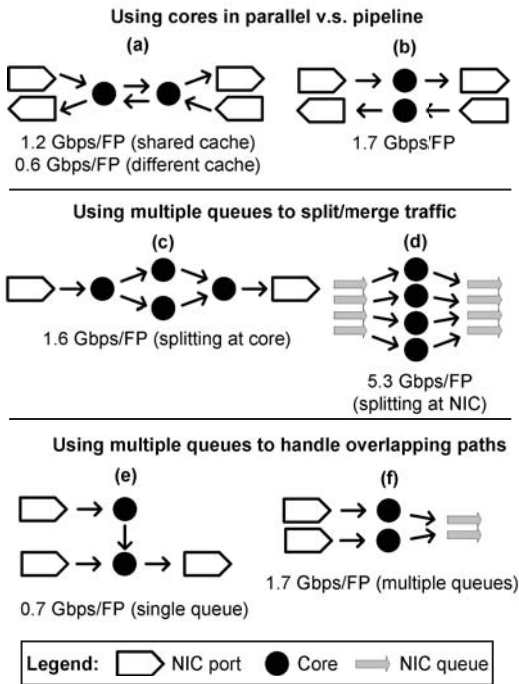 Using cores in parallel v.s. pipeline
(a)
(b)
1.2 Gbps/FP (shared cache)
0.6 Gbps/FP (different cache)
1.7 Gbps/FP
Using multiple queues to split/merge traffic
(c)
(d)
1.6 Gbps/FP (splitting at core)
5.3 Gbps/FP
(splitting at NIC)
Using multiple queues to handle overlapping paths
(e)
(f)
0.7 Gbps/FP (single queue)
1.7 Gbps/FP (multiple queues)
Legend: NIC port Core NIC queue